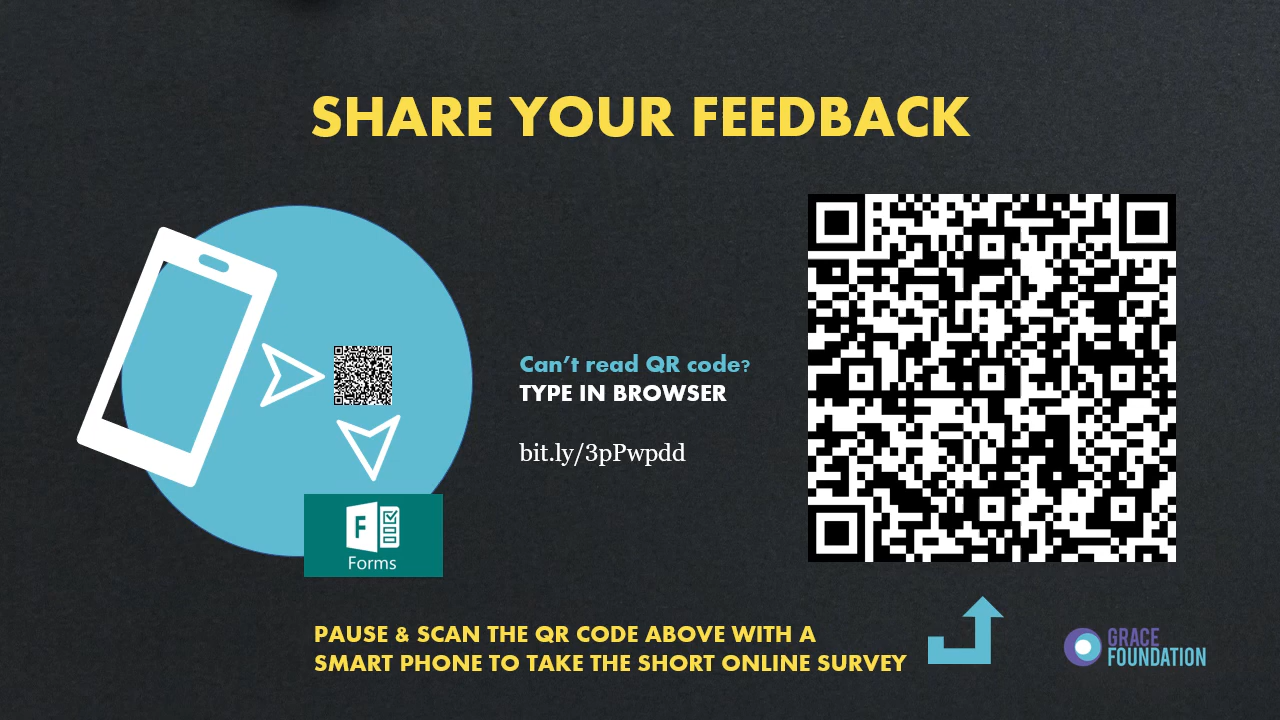 SHARE YOUR FEEDBACK
Can't read QR code?
TYPE IN BROWSER
bit.ly/3pPwpdd
F
Forms
PAUSE & SCAN THE QR CODE ABOVE WITH A
SMART PHONE TO TAKE THE SHORT ONLINE SURVEY
GRACE
FOUNDATION